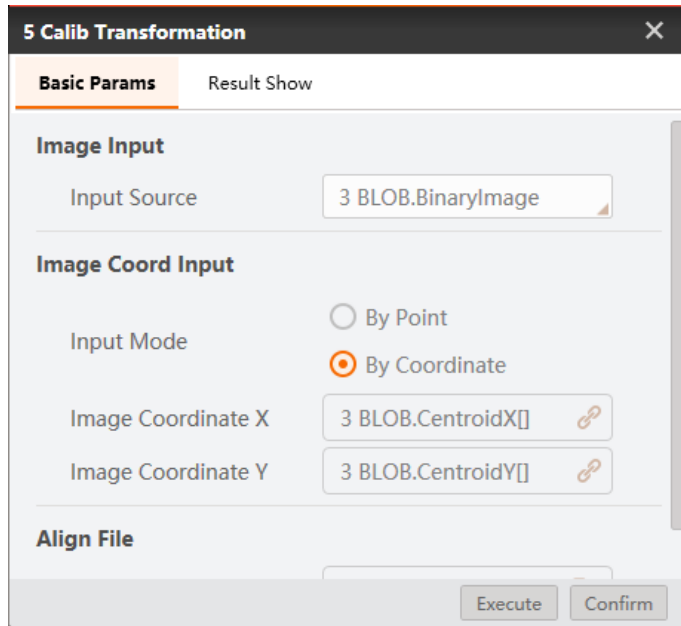 5 Calib Transformation
Basic Params Result Show
Image Input
Input Source 3 BLOB.BinaryImage
Image Coord Input
By Point
Input Mode
By Coordinate
Image Coordinate X 3 BLOB.CentroidX[]
Image Coordinate Y 3 BLOB.CentroidY[]
Align File
Execute Confirm